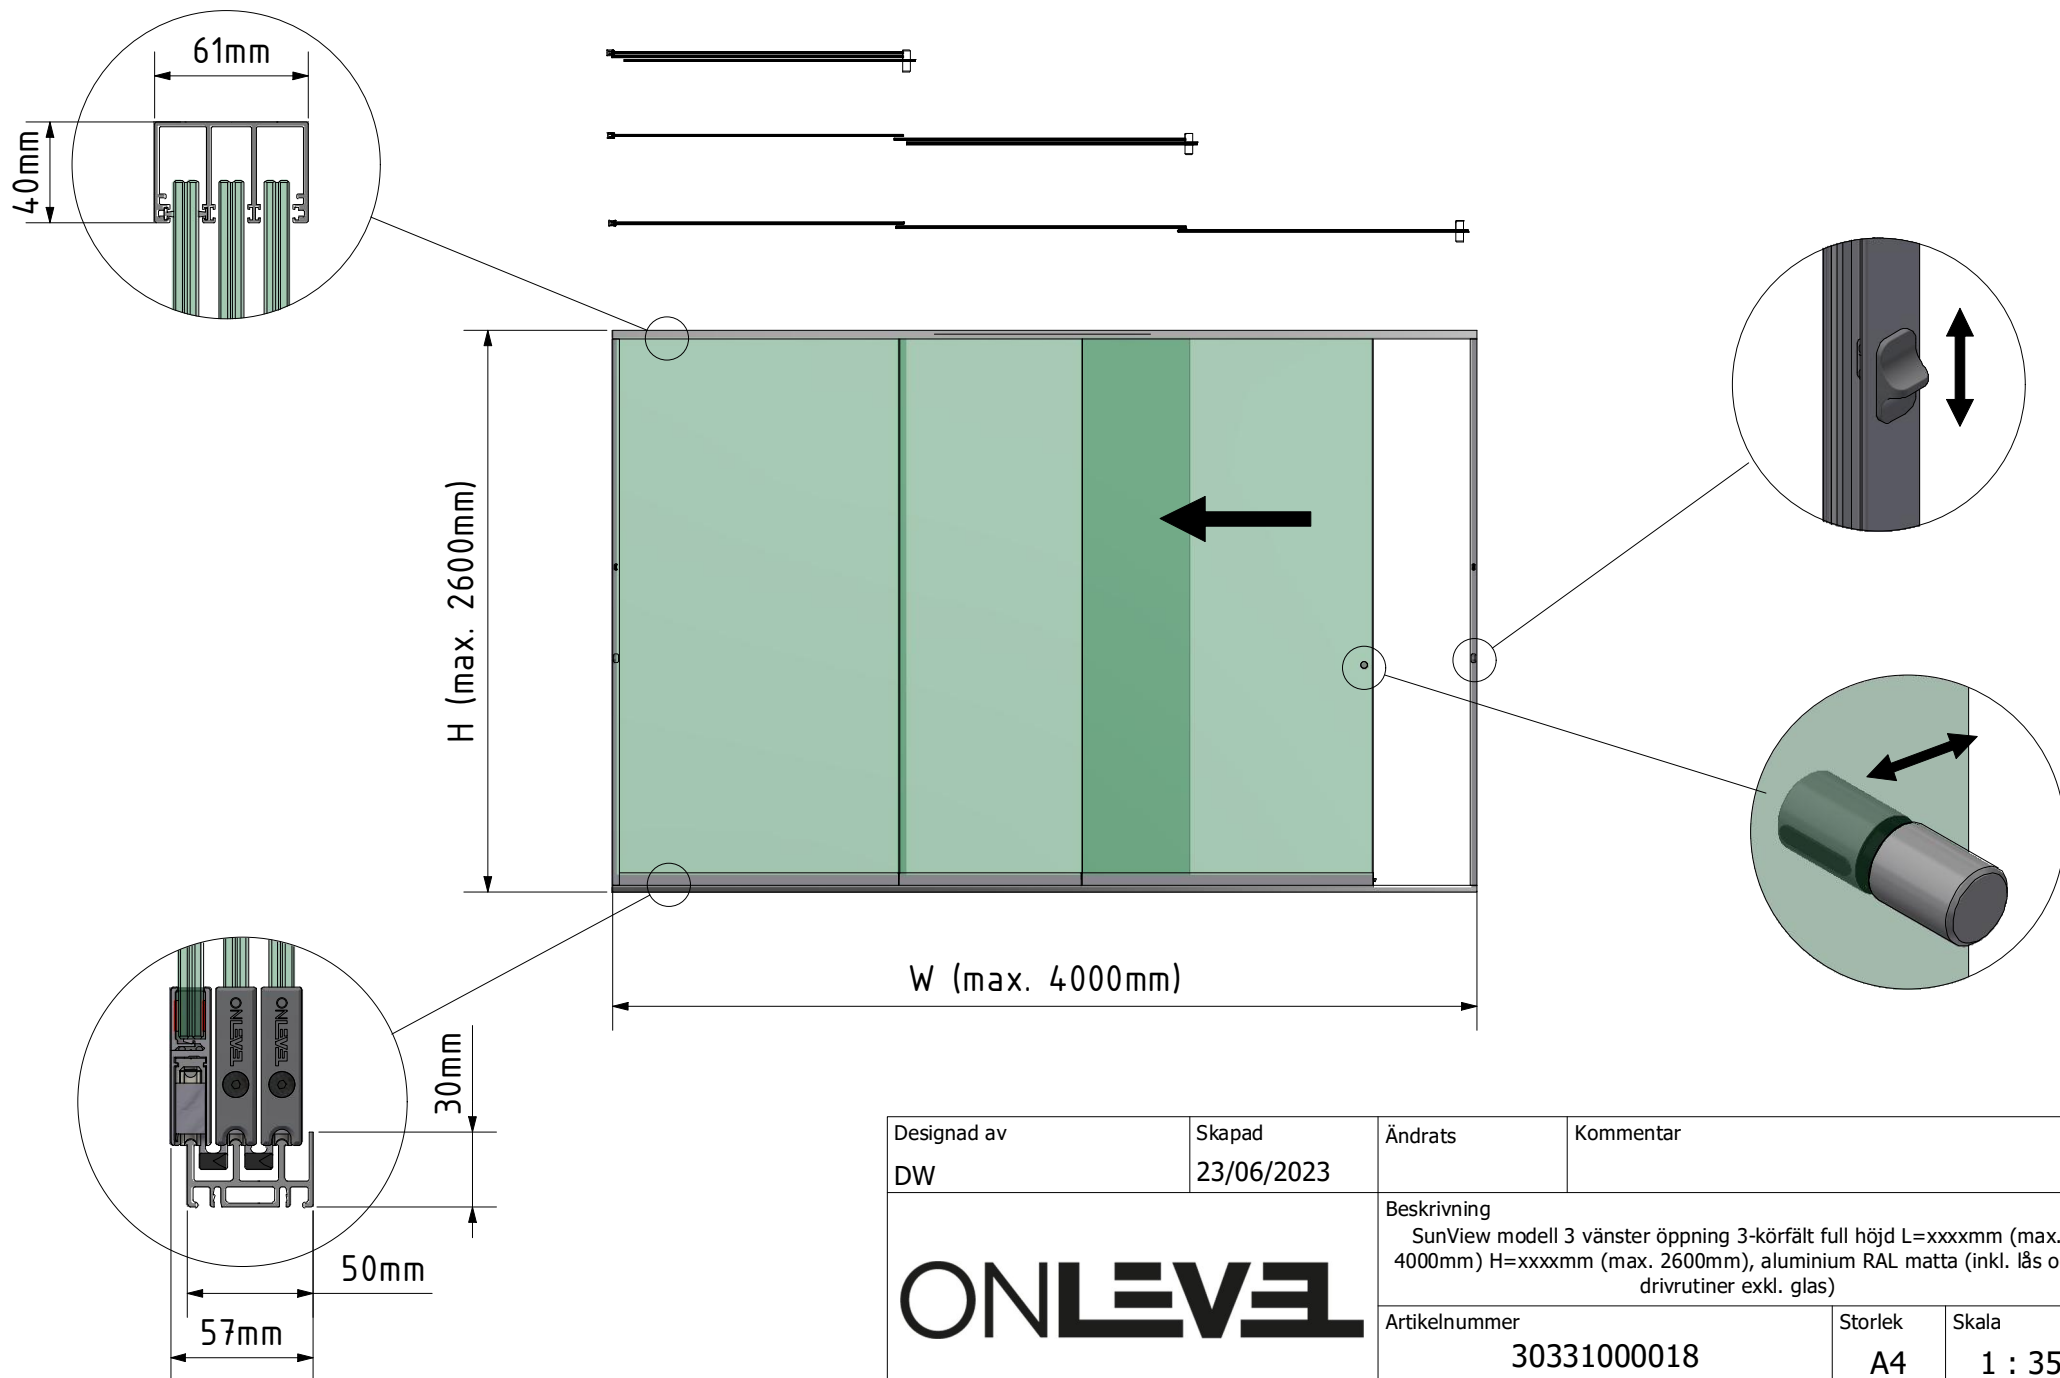 61mm
40mm
H (max. 2600mm)
W (max. 4000mm)
ONLEVEL
ONLEVEL
30mm
50mm
57mm
Designad av
DW
Skapad
23/06/2023
Ändrats
Kommentar
ONLEVEL
Beskrivning
SunView modell 3 vänster öppning 3-körfält full höjd L=xxxxmm (max.
4000mm) H=xxxxmm (max. 2600mm), aluminium RAL matta (inkl. lås o
drivrutiner exkl. glas)
Artikelnummer
30331000018
Storlek
A4
Skala
1 : 35